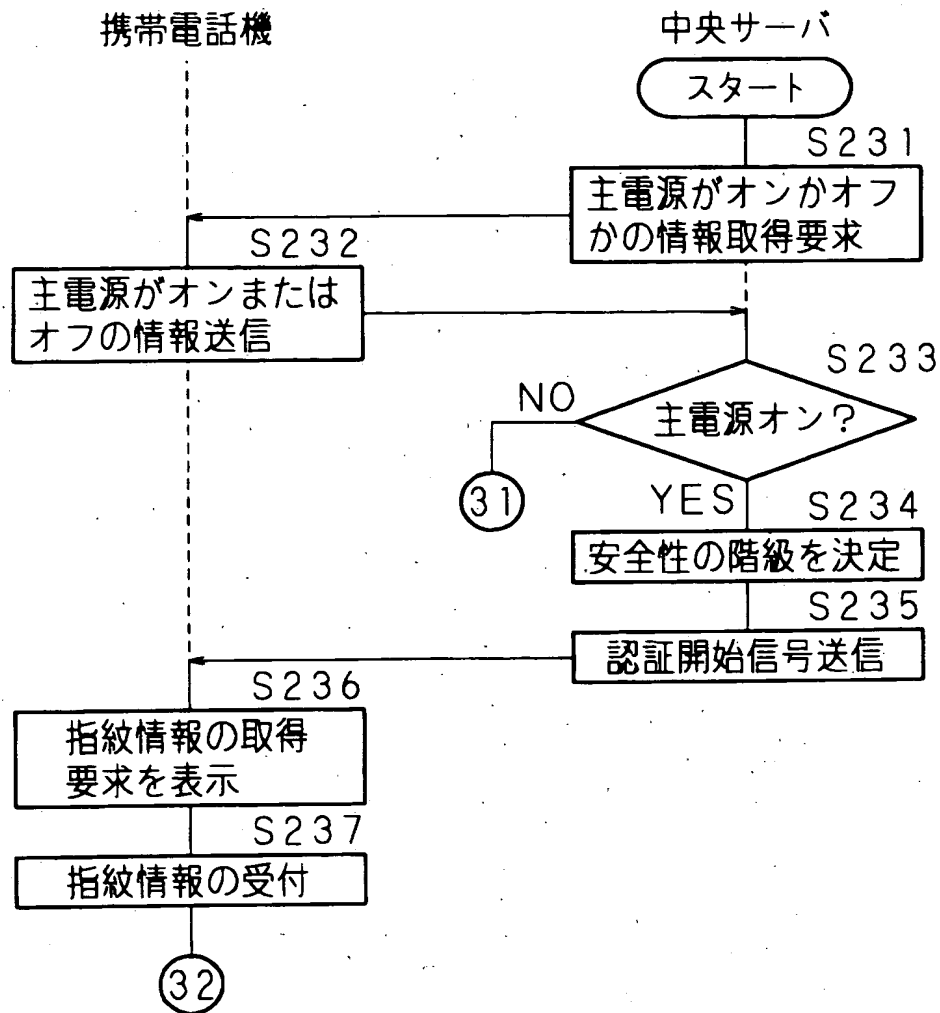 携帯電話機
中央サーバ
スタート
S231
主電源がオンかオフ
かの情報取得要求
S232
主電源がオンまたは
オフの情報送信
S233
主電源オン?
NO
31
YES
S234
安全性の階級を決定
S235
認証開始信号送信
S236
指紋情報の取得
要求を表示
S237
指紋情報の受付
32